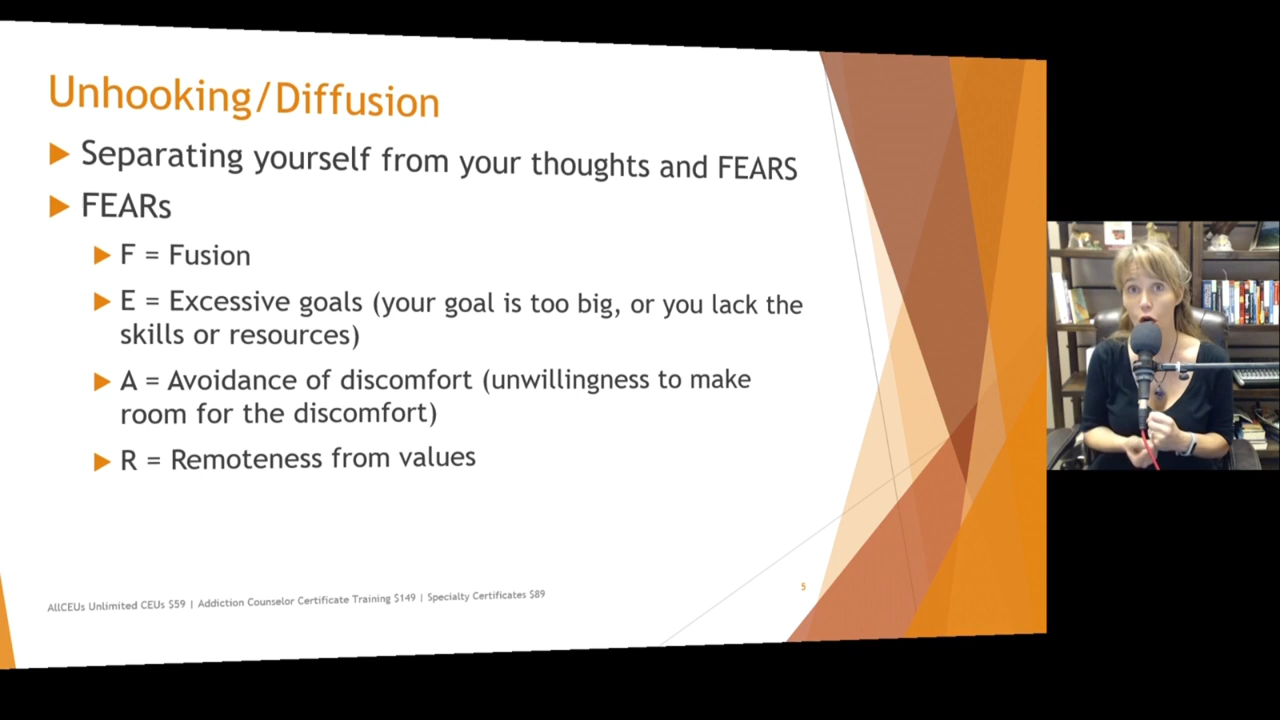 Unhooking/Diffusion
Separating yourself from your thoughts and FEARS
FEARs
F = Fusion
E = Excessive goals (your goal is too big, or you lack the
skills or resources)
A = Avoidance of discomfort (unwillingness to make
room for the discomfort)
R = Remoteness from values
AllCEUs Unlimited CEUs $59 | Addiction Counselor Certificate Training $149 | Specialty Certificates $89
5